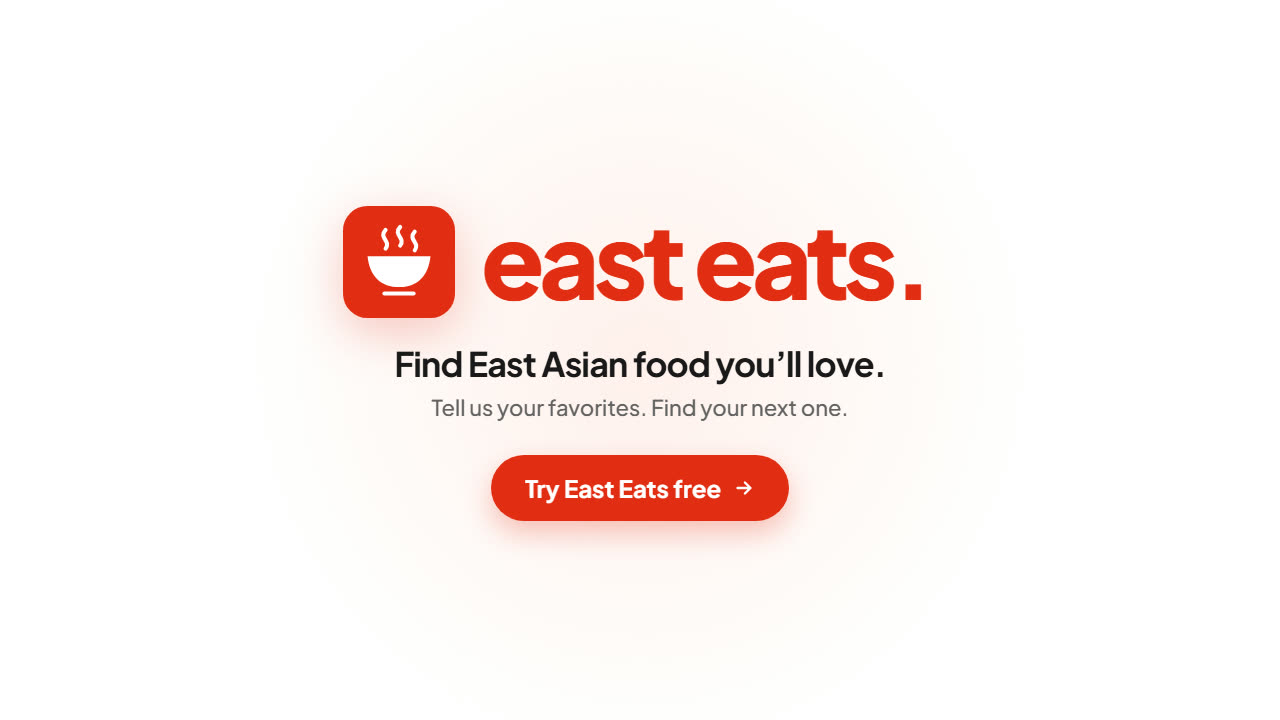 east eats.
Find East Asian food you’ll love.
Tell us your favorites. Find your next one.
Try East Eats free →